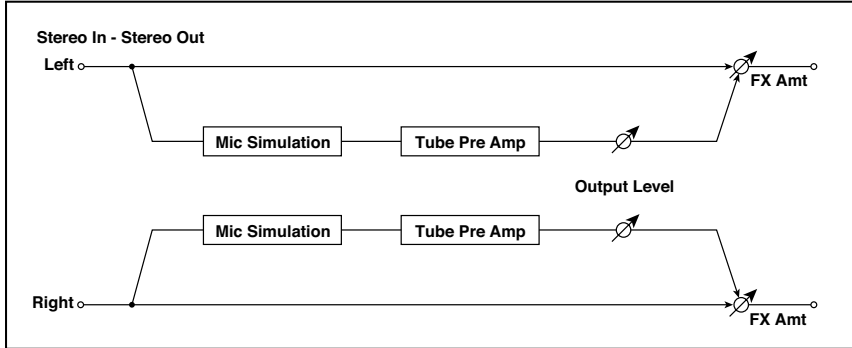 Stereo In - Stereo Out
Left
FX Amt
Mic Simulation
Tube Pre Amp
Output Level
Mic Simulation
Tube Pre Amp
Right
FX Amt